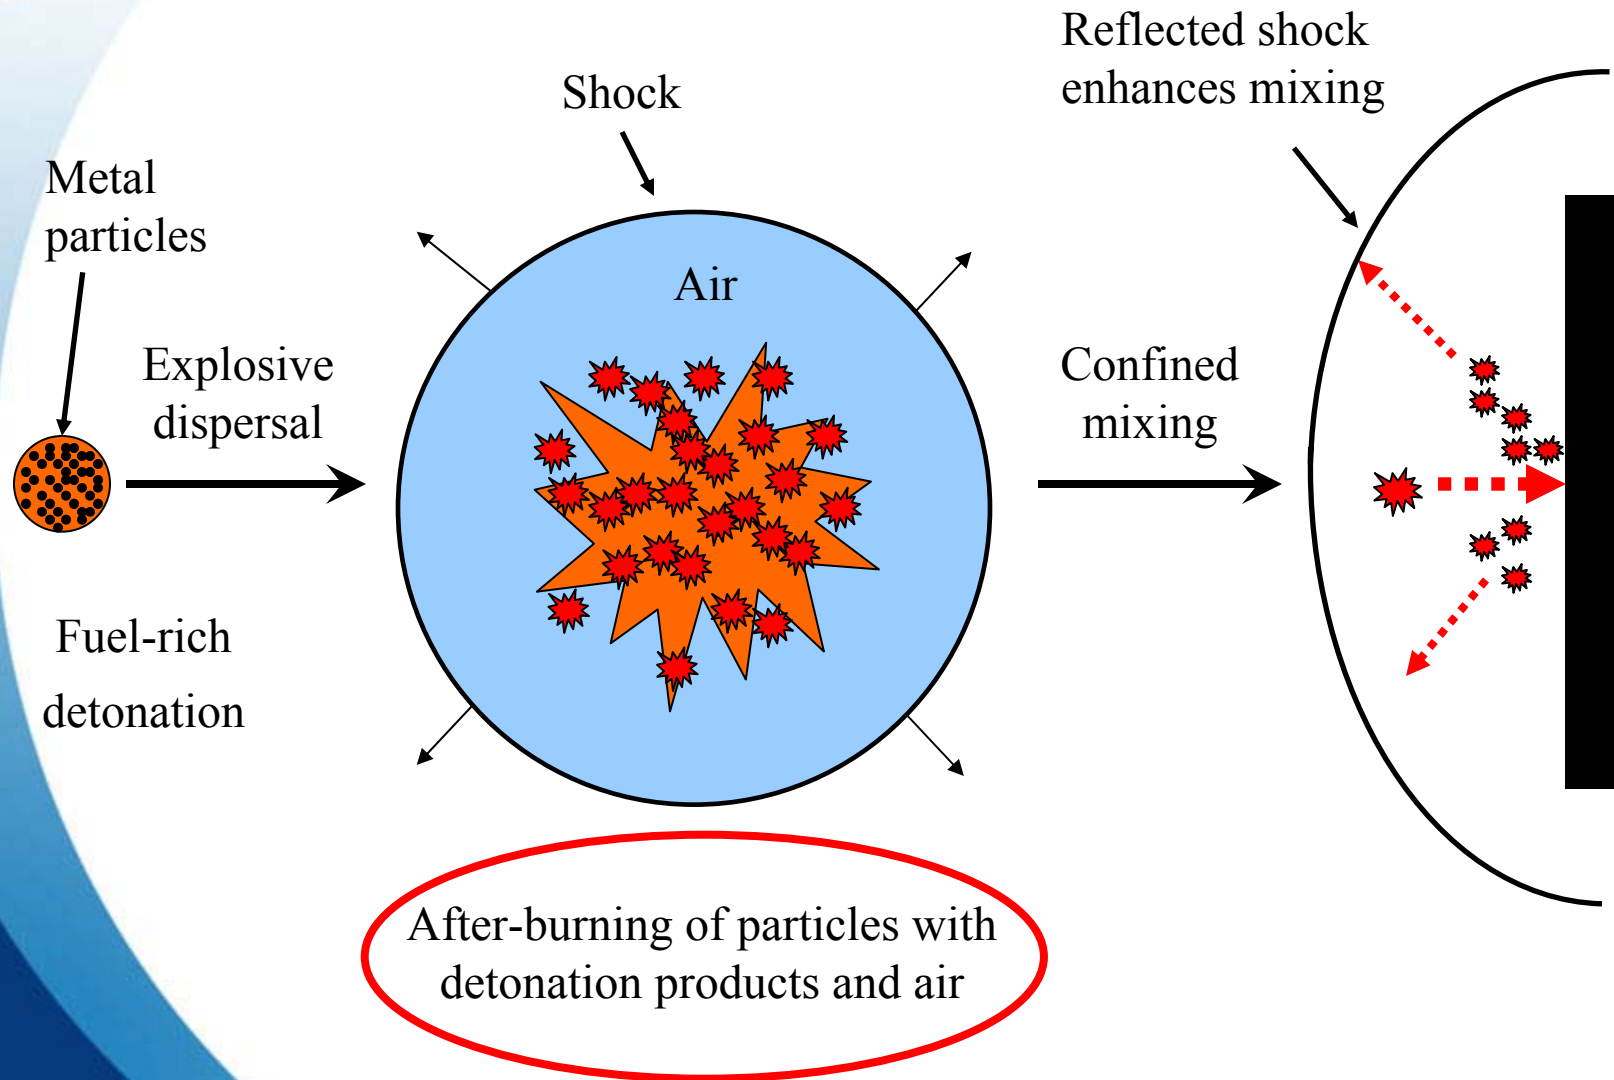 Metal
particles
Explosive
dispersal
Fuel-rich
detonation
Shock
Air
After-burning of particles with
detonation products and air
Confined
mixing
Reflected shock
enhances mixing